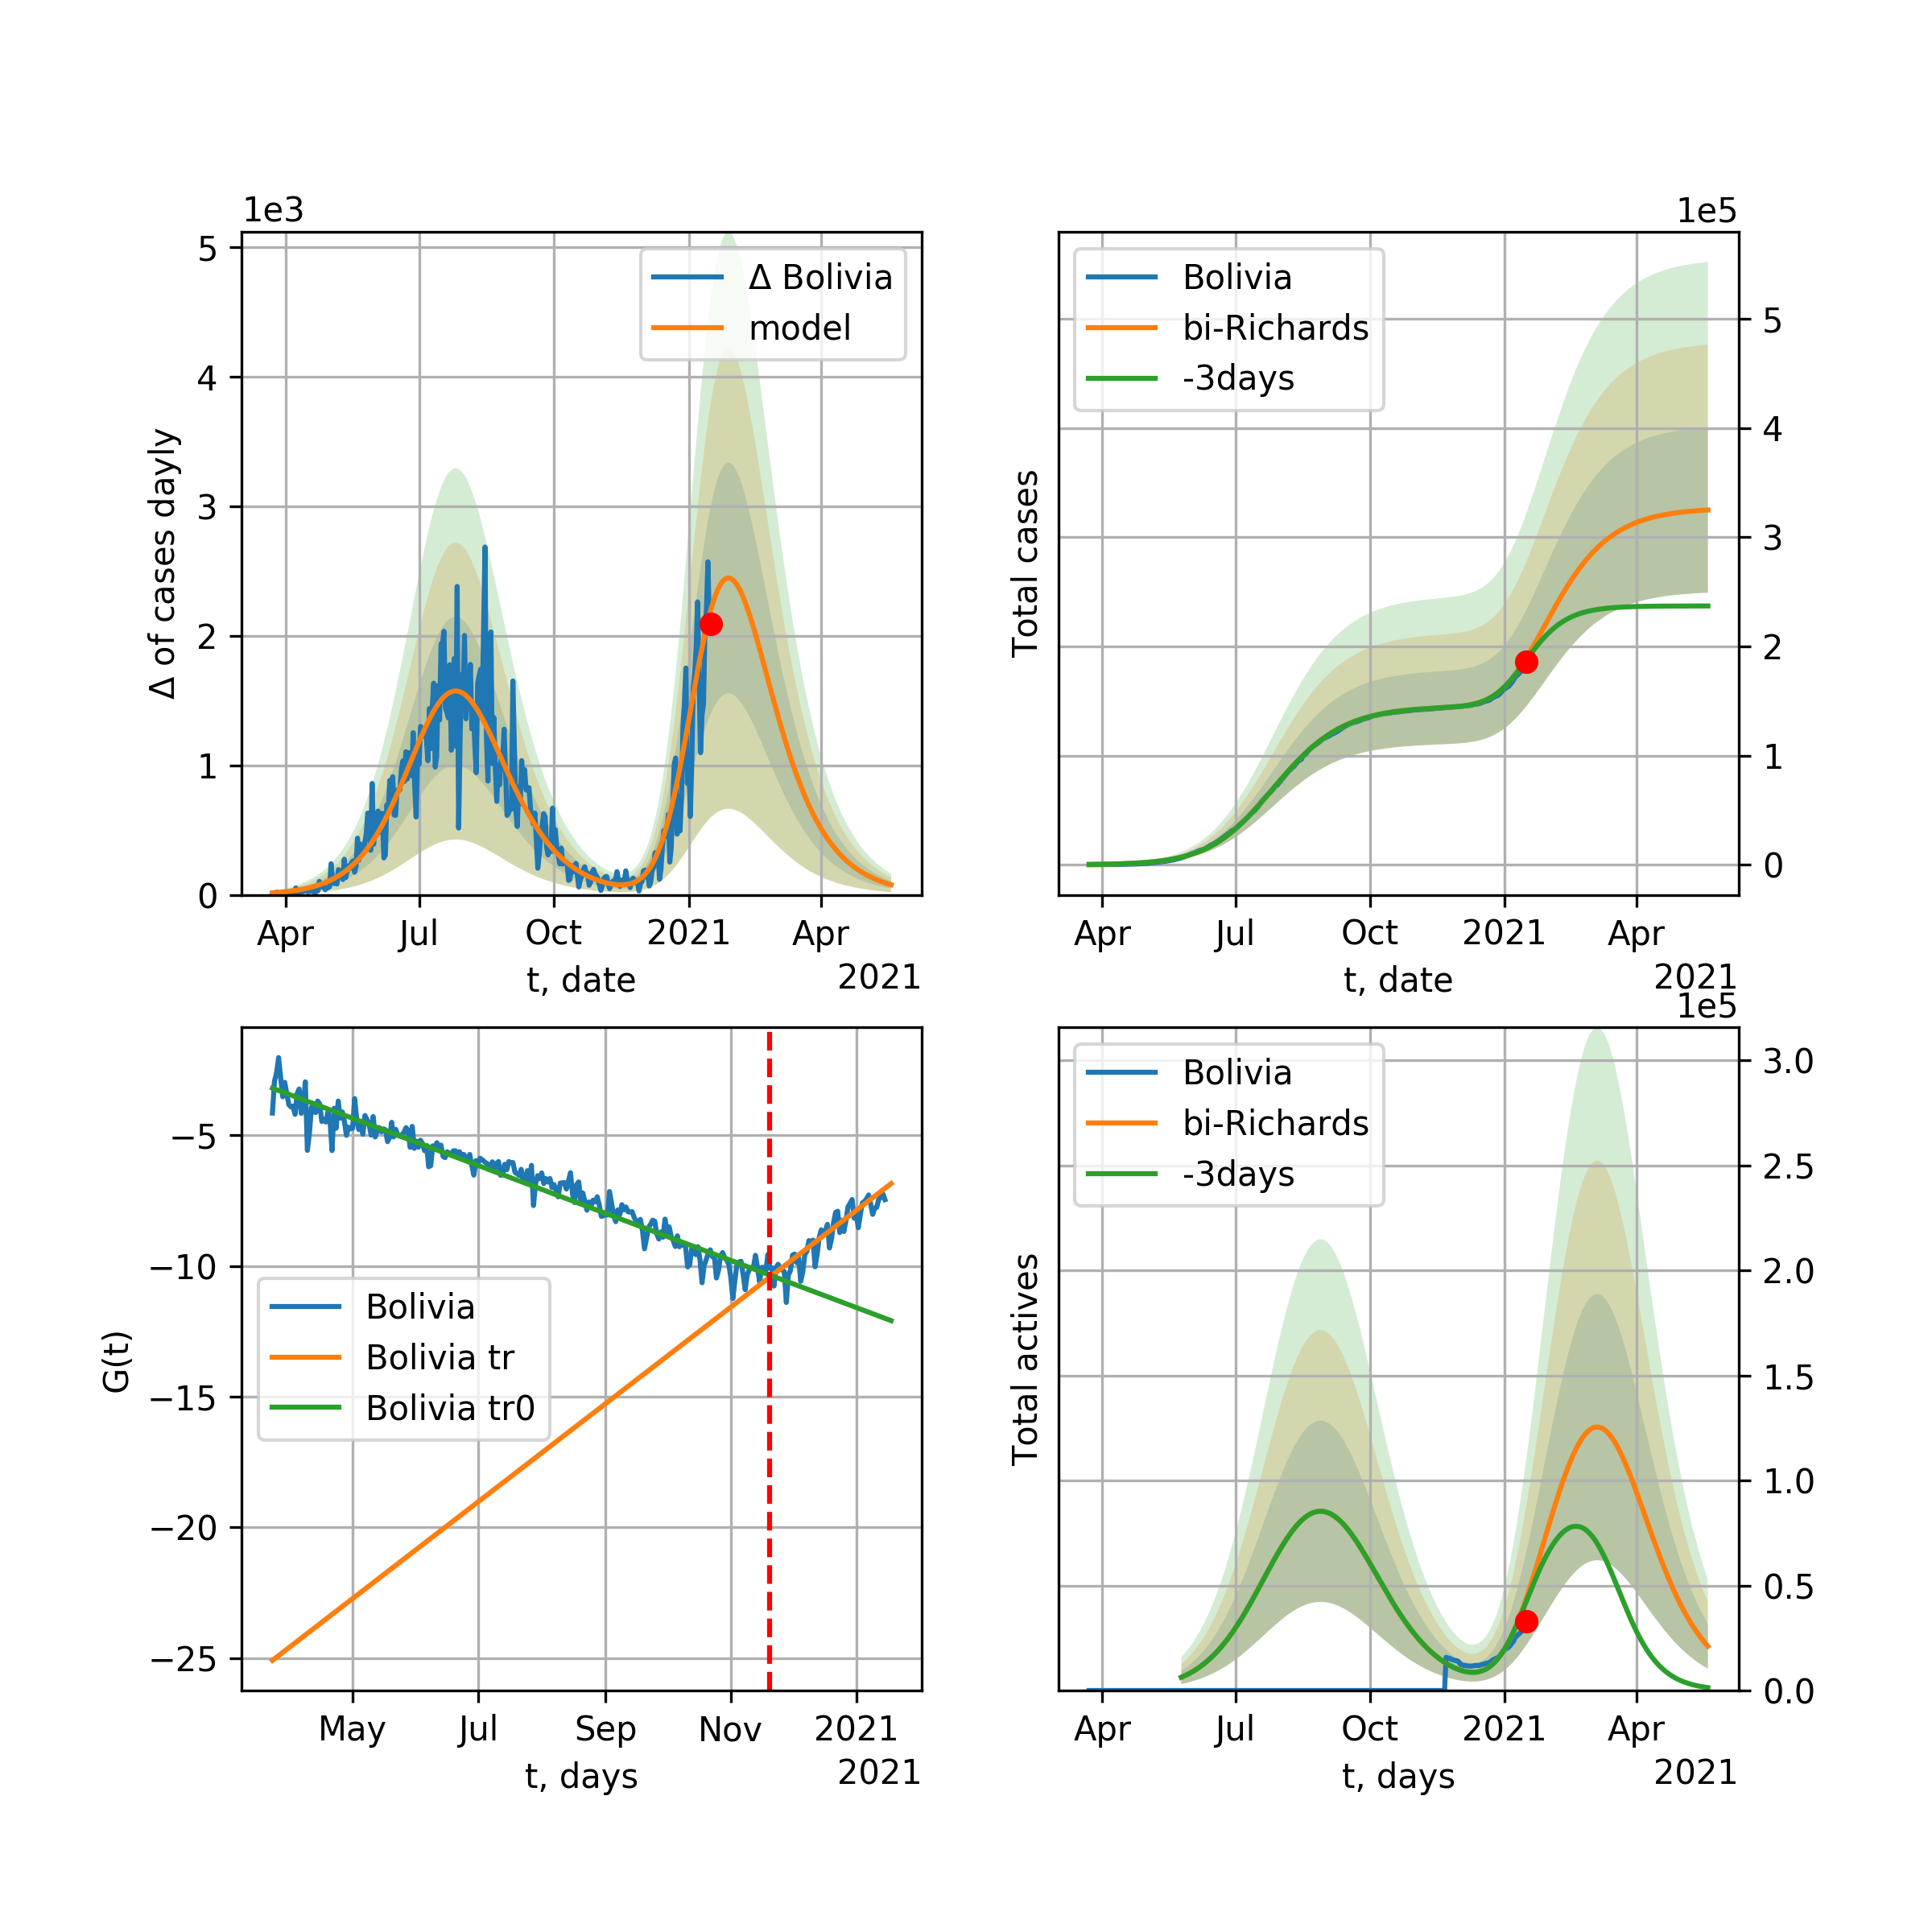 1e3
5
4
3
2
1
0
Δ of cases dayly
Δ Bolivia
model
Apr
Jul
Oct
2021
Apr
t, date
2021
1e5
Bolivia
bi-Richards
-3days
Total cases
5
4
3
2
1
0
Apr
Jul
Oct
2021
Apr
t, date
2021
−5
−10
−15
−20
−25
G(t)
Bolivia
Bolivia tr
Bolivia tr0
May
Jul
Sep
Nov
2021
t, days
2021
1e5
Bolivia
bi-Richards
-3days
Total actives
3.0
2.5
2.0
1.5
1.0
0.5
0.0
Apr
Jul
Oct
2021
Apr
t, days
2021